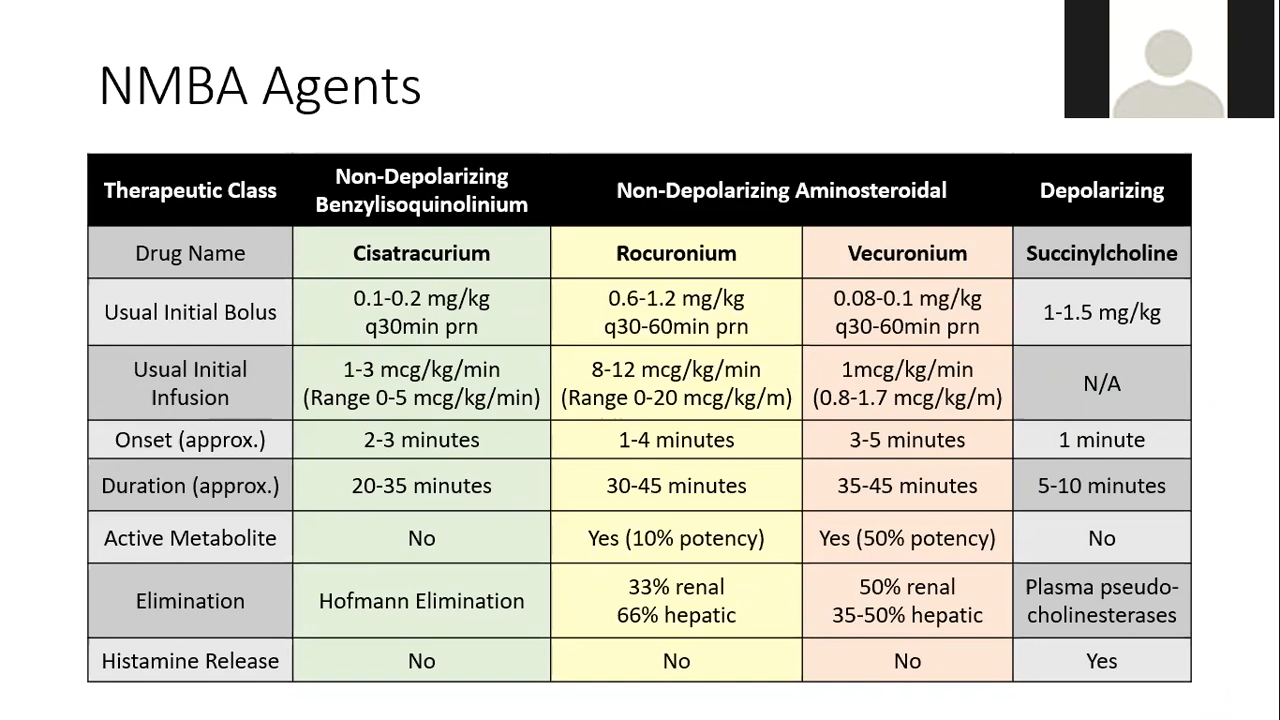 NMBA Agents
Therapeutic Class
Non-Depolarizing
Benzylisoquinolinium
Non-Depolarizing Aminosteroidal
Depolarizing
Drug Name
Cisatracurium
Rocuronium
Vecuronium
Succinylcholine
Usual Initial Bolus
0.1-0.2 mg/kg
q30min prn
0.6-1.2 mg/kg
q30-60min prn
0.08-0.1 mg/kg
q30-60min prn
1-1.5 mg/kg
Usual Initial
Infusion
1-3 mcg/kg/min
(Range 0-5 mcg/kg/min)
8-12 mcg/kg/min
(Range 0-20 mcg/kg/m)
1mcg/kg/min
(0.8-1.7 mcg/kg/m)
N/A
Onset (approx.)
2-3 minutes
1-4 minutes
3-5 minutes
1 minute
Duration (approx.)
20-35 minutes
30-45 minutes
35-45 minutes
5-10 minutes
Active Metabolite
No
Yes (10% potency)
Yes (50% potency)
No
Elimination
Hofmann Elimination
33% renal
66% hepatic
50% renal
35-50% hepatic
Plasma pseudo-
cholinesterases
Histamine Release
No
No
No
Yes